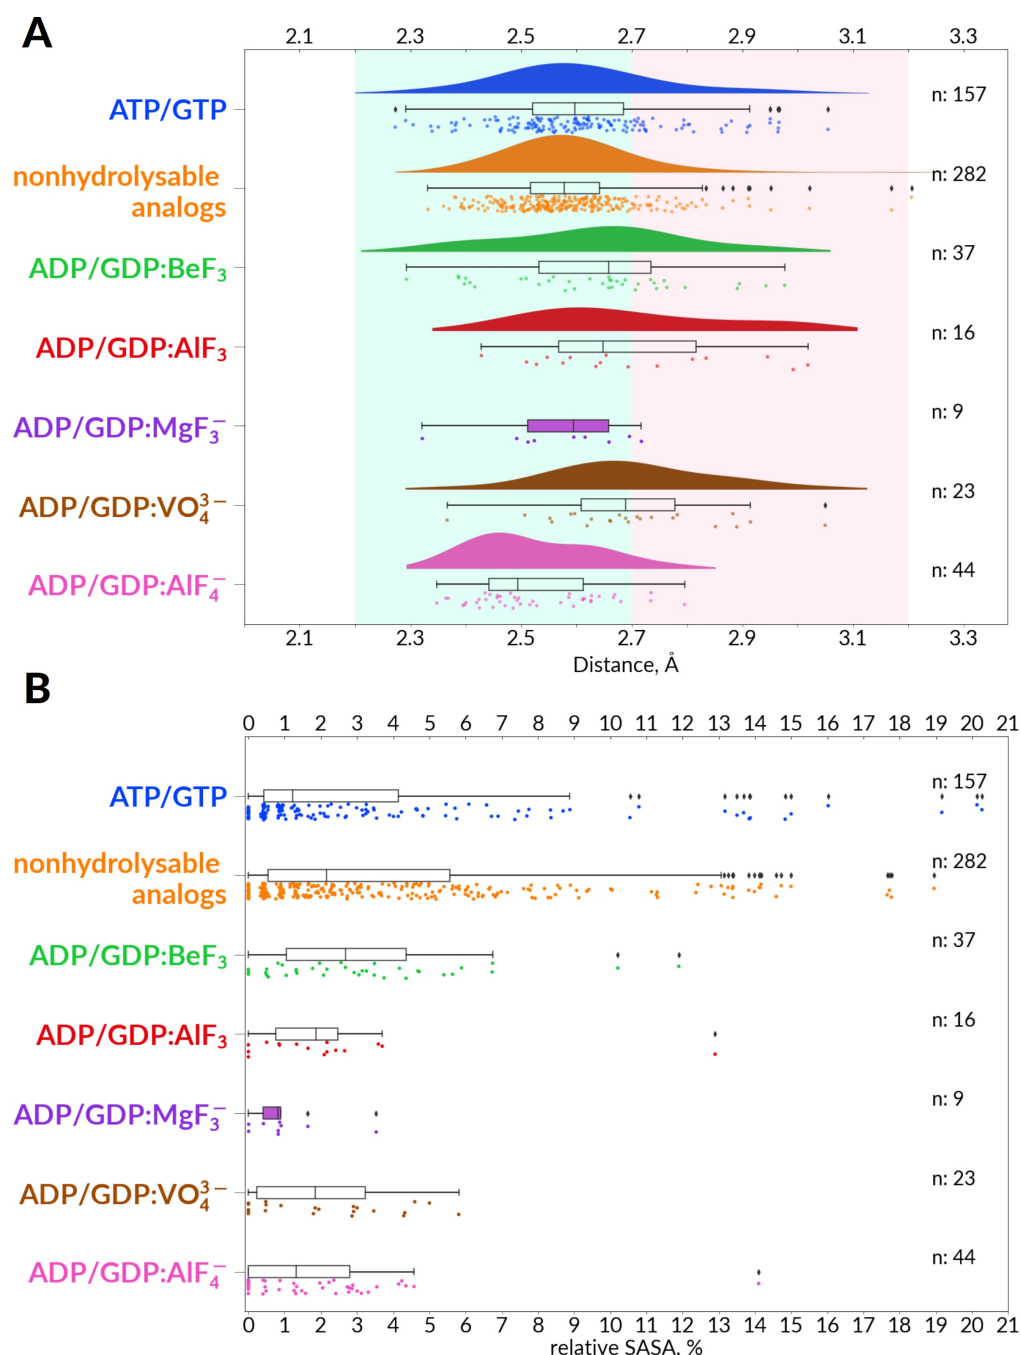 A
2.1 2.3 2.5 2.7 2.9 3.1 3.3
ATP/GTP
n: 157
nonhydrolysable
analogs
n: 282
ADP/GDP:BeF₃
n: 37
ADP/GDP:AlF₃
n: 16
ADP/GDP:MgF₃⁻
n: 9
ADP/GDP:VO₄³⁻
n: 23
ADP/GDP:AlF₄⁻
n: 44
2.1 2.3 2.5 2.7 2.9 3.1 3.3
Distance, Å
B
0 1 2 3 4 5 6 7 8 9 10 11 12 13 14 15 16 17 18 19 20 21
ATP/GTP
n: 157
nonhydrolysable
analogs
n: 282
ADP/GDP:BeF₃
n: 37
ADP/GDP:AlF₃
n: 16
ADP/GDP:MgF₃⁻
n: 9
ADP/GDP:VO₄³⁻
n: 23
ADP/GDP:AlF₄⁻
n: 44
0 1 2 3 4 5 6 7 8 9 10 11 12 13 14 15 16 17 18 19 20 21
relative SASA, %